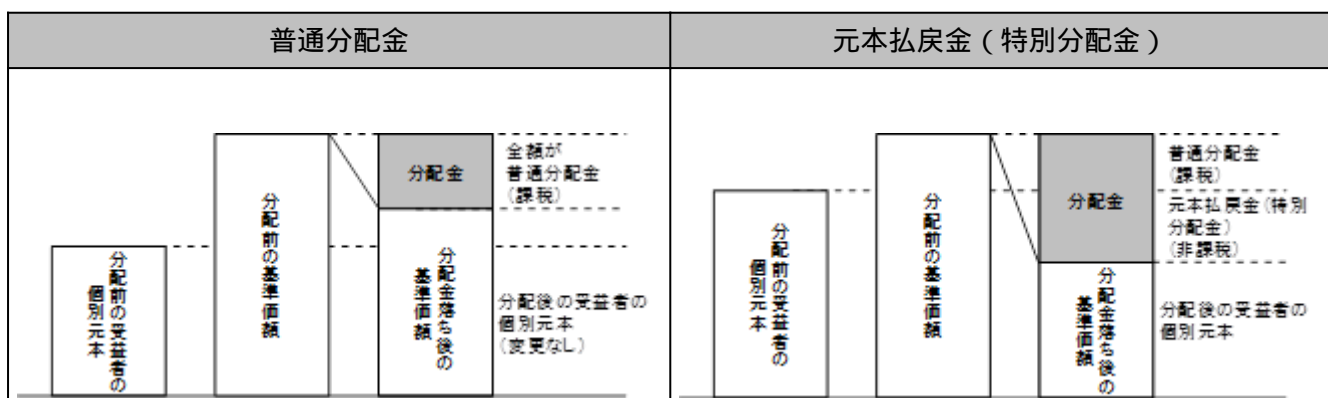 普通分配金
元本払戻金(特別分配金)
分配前の受益者の
個別元本
分配前の基準価額
分配金
分配金落ち後の
基準価額
全額が
普通分配金
(課税)
分配後の受益者の
個別元本
(変更なし)
分配前の受益者の
個別元本
分配前の基準価額
分配金
分配金落ち後の
基準価額
普通分配金
(課税)
元本払戻金(特別
分配金)
(非課税)
分配後の受益者の
個別元本